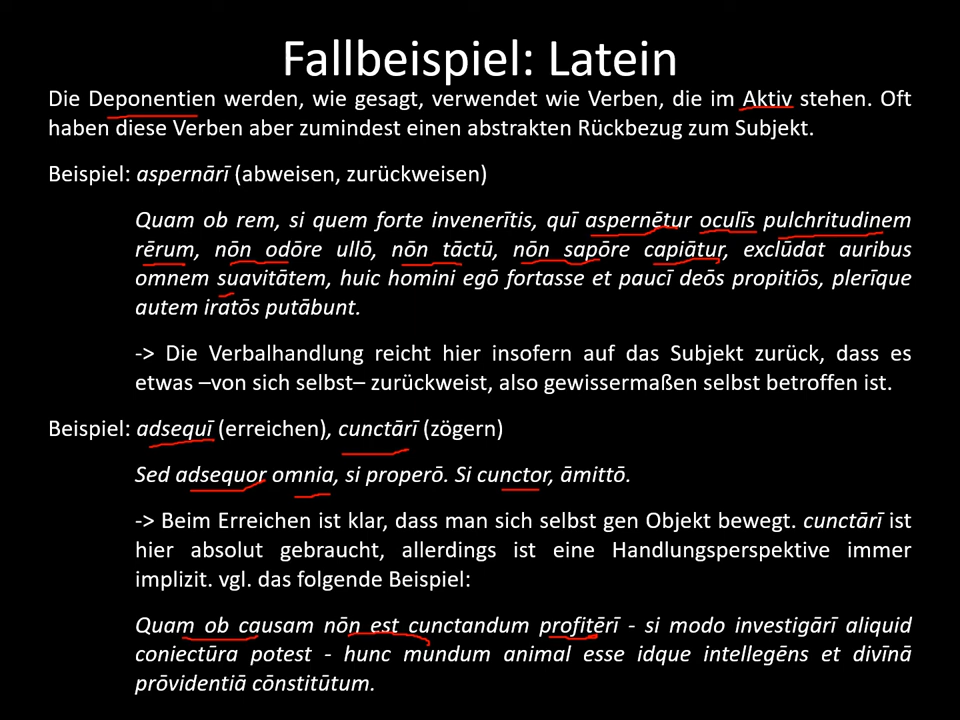 Fallbeispiel: Latein
Die Deponentien werden, wie gesagt, verwendet wie Verben, die im Aktiv stehen. Oft
haben diese Verben aber zumindest einen abstrakten Rückbezug zum Subjekt.
Beispiel: aspernārī (abweisen, zurückweisen)
Quam ob rem, si quem forte invenerītis, quī aspernētur oculīs pulchritudinem
rērum, nōn odōre ullō, nōn tāctū, nōn sapōre capiātur, exclūdat auribus
omnem suavitātem, huic homini egō fortasse et paucī deōs propitiōs, plerīque
autem iratōs putābunt.
-> Die Verbalhandlung reicht hier insofern auf das Subjekt zurück, dass es
etwas –von sich selbst– zurückweist, also gewissermaßen selbst betroffen ist.
Beispiel: adsequī (erreichen), cunctārī (zögern)
Sed adsequor omnia, si properō. Si cunctor, āmittō.
-> Beim Erreichen ist klar, dass man sich selbst gen Objekt bewegt. cunctārī ist
hier absolut gebraucht, allerdings ist eine Handlungsperspektive immer
implizit. vgl. das folgende Beispiel:
Quam ob causam nōn est cunctandum profitērī - si modo investigārī aliquid
coniectūra potest - hunc mundum animal esse idque intellegēns et dīvīnā
prōvidentiā cōnstitūtum.